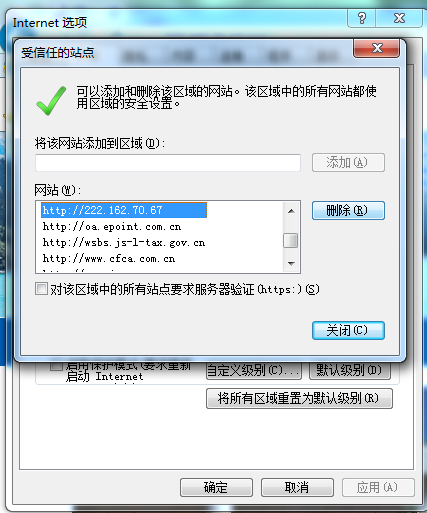 Internet 选项
受信任的站点
可以添加和删除该区域的网站。该区域中的所有网站都使
用区域的安全设置。
将该网站添加到区域(D):
添加(A)
网站(W):
http://222.162.70.67
删除(R)
http://oa.epoint.com.cn
http://wsbs.js-l-tax.gov.cn
http://www.cfca.com.cn
对该区域中的所有站点要求服务器验证(https:)(S)
关闭(C)
启用保护模式(要求重新
启动 Internet
自定义级别(C)...
默认级别(D)
将所有区域重置为默认级别(R)
确定
取消
应用(A)